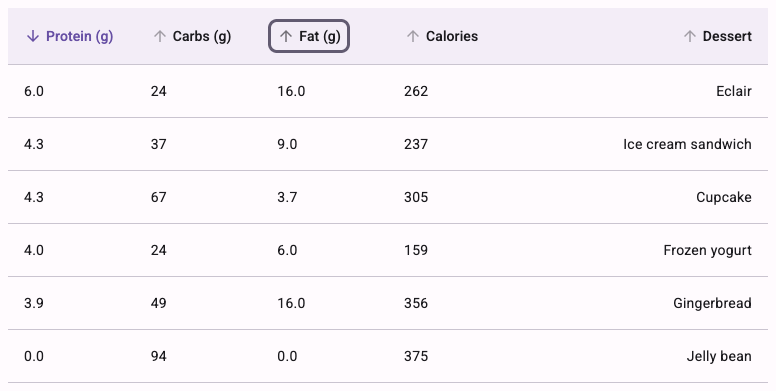 Protein (g) Carbs (g) Fat (g) Calories Dessert
6.0 24 16.0 262 Eclair
4.3 37 9.0 237 Ice cream sandwich
4.3 67 3.7 305 Cupcake
4.0 24 6.0 159 Frozen yogurt
3.9 49 16.0 356 Gingerbread
0.0 94 0.0 375 Jelly bean